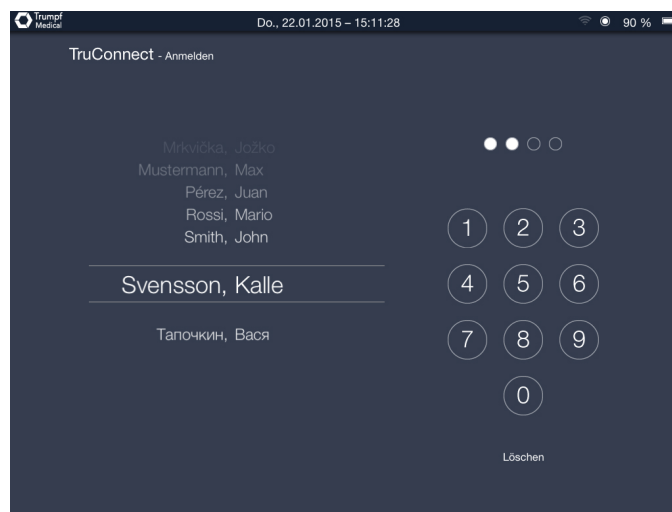 Trumpf
Medical
Do., 22.01.2015 – 15:11:28
90 %
TruConnect - Anmelden
Mrkvička, Jožko
Mustermann, Max
Pérez, Juan
Rossi, Mario
Smith, John
Svensson, Kalle
Тапочкин, Вася
1 2 3
4 5 6
7 8 9
0
Löschen